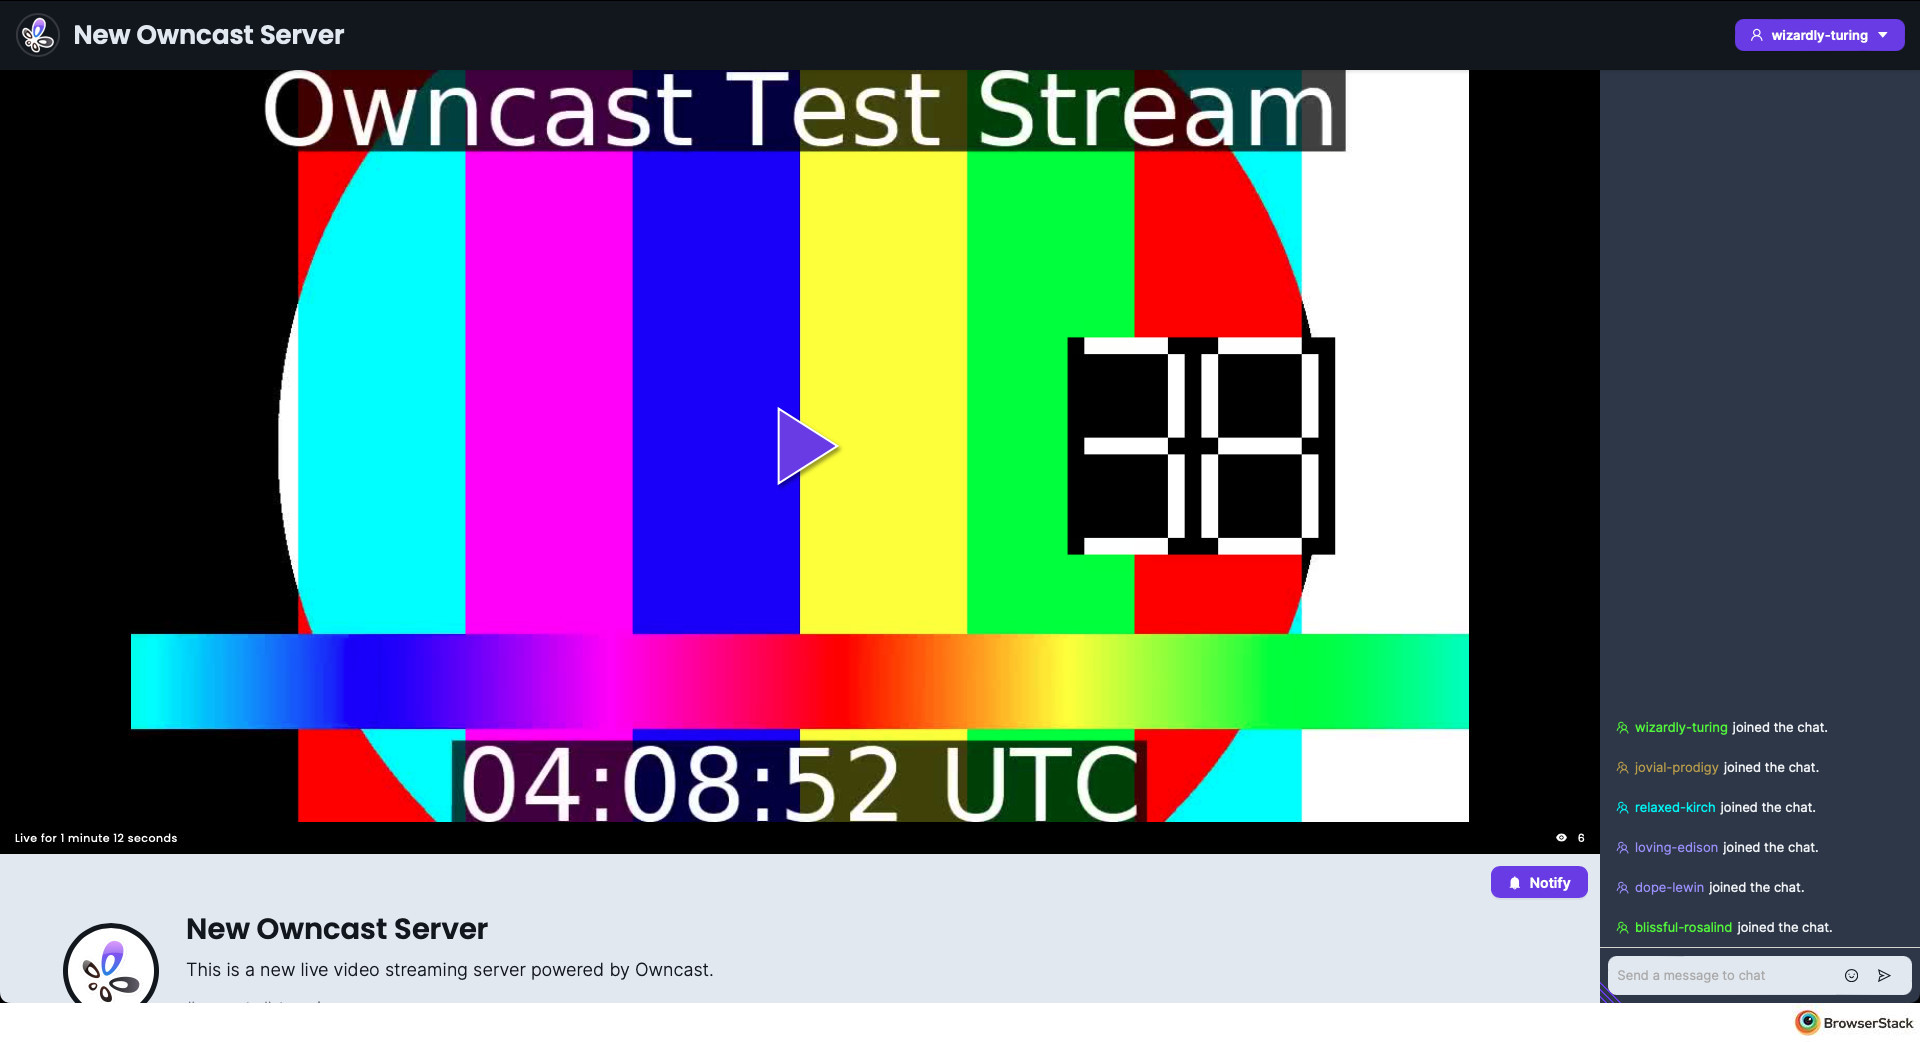 New Owncast Server
wizardly-turing
Owncast Test Stream
38
04:08:52 UTC
Live for 1 minute 12 seconds
6
Notify
New Owncast Server
This is a new live video streaming server powered by Owncast.
wizardly-turing joined the chat.
jovial-prodigy joined the chat.
relaxed-kirch joined the chat.
loving-edison joined the chat.
dope-lewin joined the chat.
blissful-rosalind joined the chat.
Send a message to chat
BrowserStack